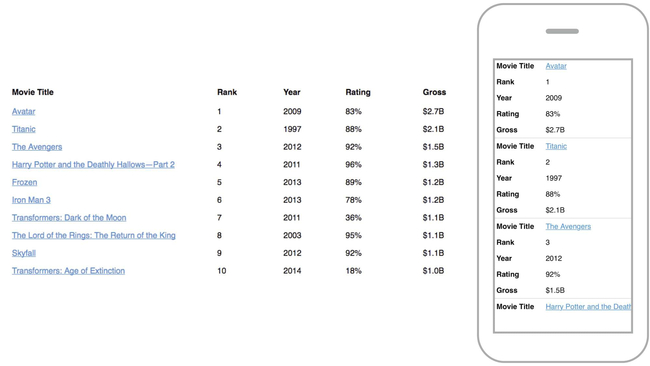 Movie Title Rank Year Rating Gross
Avatar 1 2009 83% $2.7B
Titanic 2 1997 88% $2.1B
The Avengers 3 2012 92% $1.5B
Harry Potter and the Deathly Hallows—Part 2 4 2011 96% $1.3B
Frozen 5 2013 89% $1.2B
Iron Man 3 6 2013 78% $1.2B
Transformers: Dark of the Moon 7 2011 36% $1.1B
The Lord of the Rings: The Return of the King 8 2003 95% $1.1B
Skyfall 9 2012 92% $1.1B
Transformers: Age of Extinction 10 2014 18% $1.0B
Movie Title Avatar
Rank 1
Year 2009
Rating 83%
Gross $2.7B
Movie Title Titanic
Rank 2
Year 1997
Rating 88%
Gross $2.1B
Movie Title The Avengers
Rank 3
Year 2012
Rating 92%
Gross $1.5B
Movie Title Harry Potter and the Death